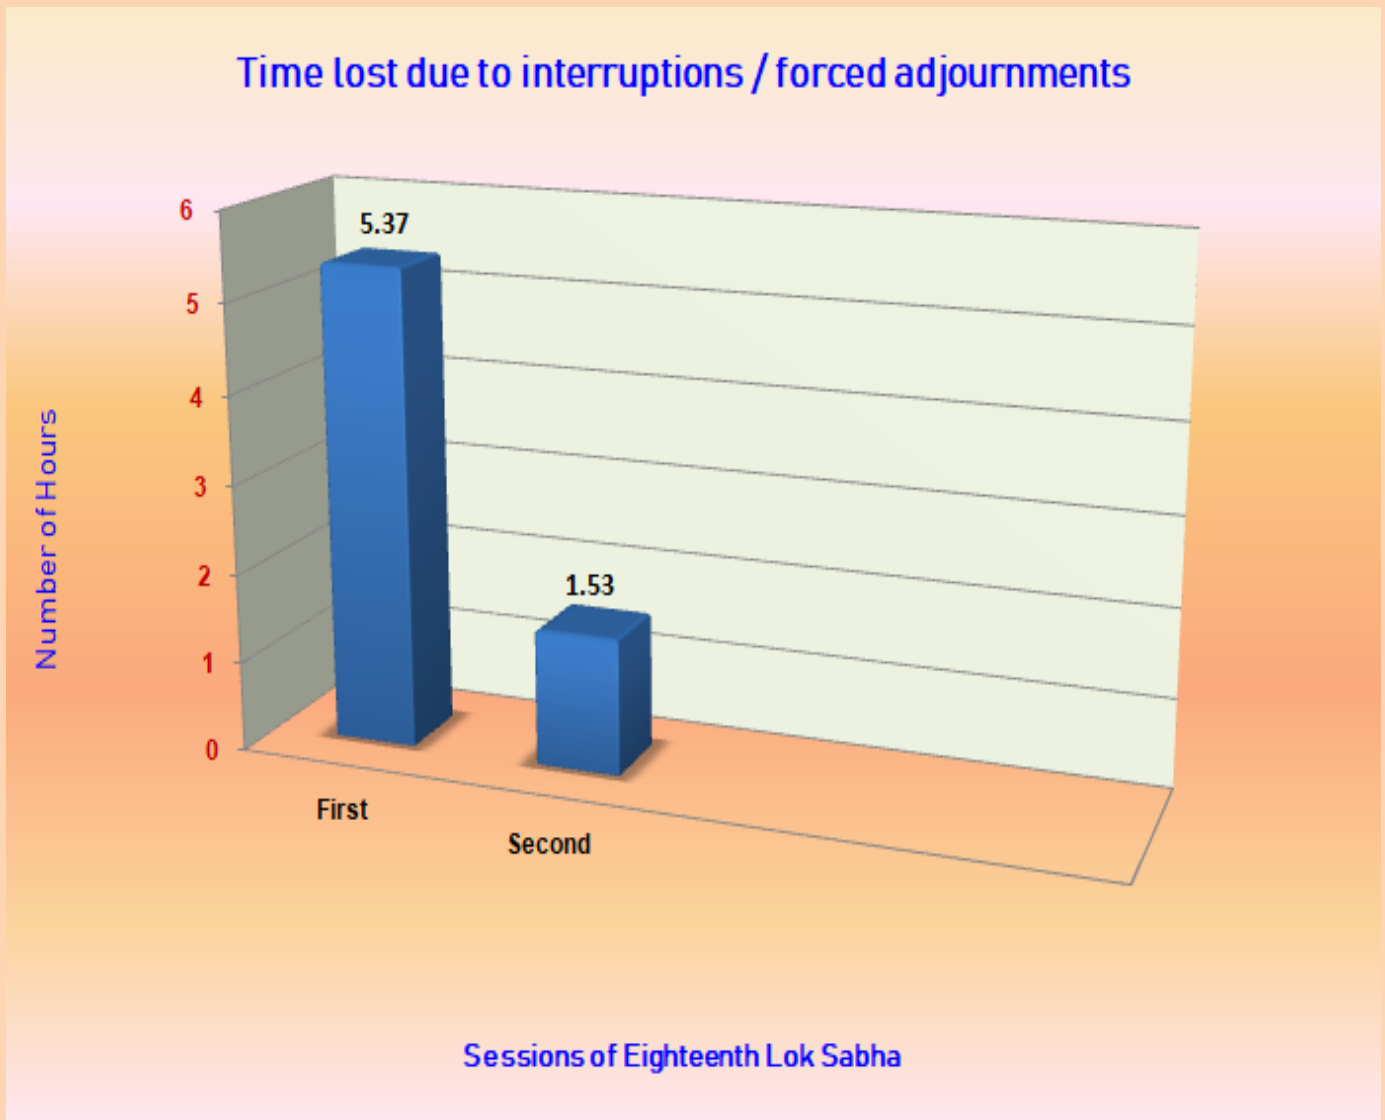 Time lost due to interruptions / forced adjournments
6
5.37
5
4
3
2
1.53
1
0
Number of Hours
First
Second
Sessions of Eighteenth Lok Sabha